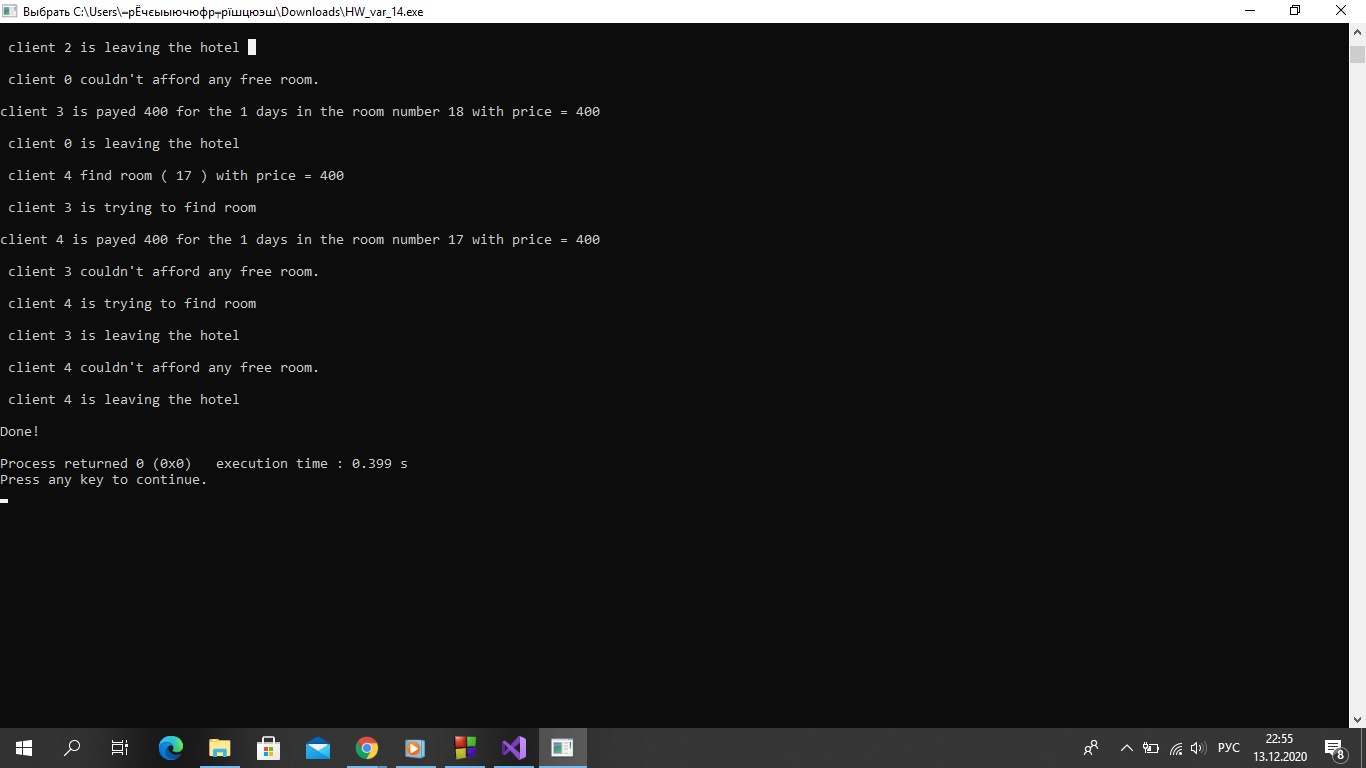 Выбрать C:\Users\═рЁчєыыючюфр╤рїшцюэш\Downloads\HW_var_14.exe
client 2 is leaving the hotel
client 0 couldn't afford any free room.
client 3 is payed 400 for the 1 days in the room number 18 with price = 400
client 0 is leaving the hotel
client 4 find room ( 17 ) with price = 400
client 3 is trying to find room
client 4 is payed 400 for the 1 days in the room number 17 with price = 400
client 3 couldn't afford any free room.
client 4 is trying to find room
client 3 is leaving the hotel
client 4 couldn't afford any free room.
client 4 is leaving the hotel
Done!
Process returned 0 (0x0)   execution time : 0.399 s
Press any key to continue.
РУС
22:55
13.12.2020
8